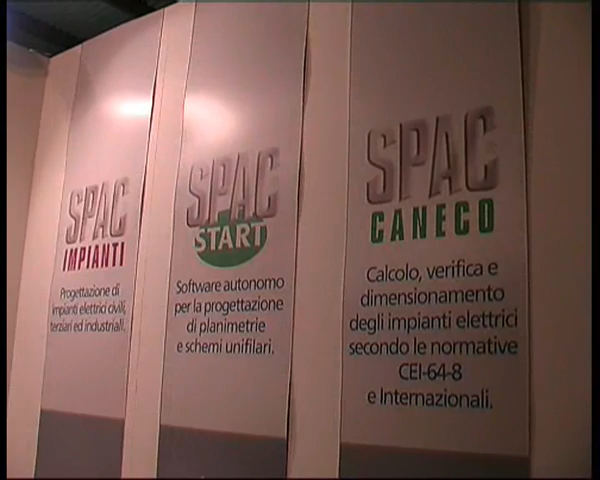 SPAC
IMPIANTI
Progettazione di
impianti elettrici civili,
terziari ed industriali.
SPAC
START
Software autonomo
per la progettazione
di planimetrie
e schemi unifilari.
SPAC
CANECO
Calcolo, verifica e
dimensionamento
degli impianti elettrici
secondo le normative
CEI-64-8
e Internazionali.